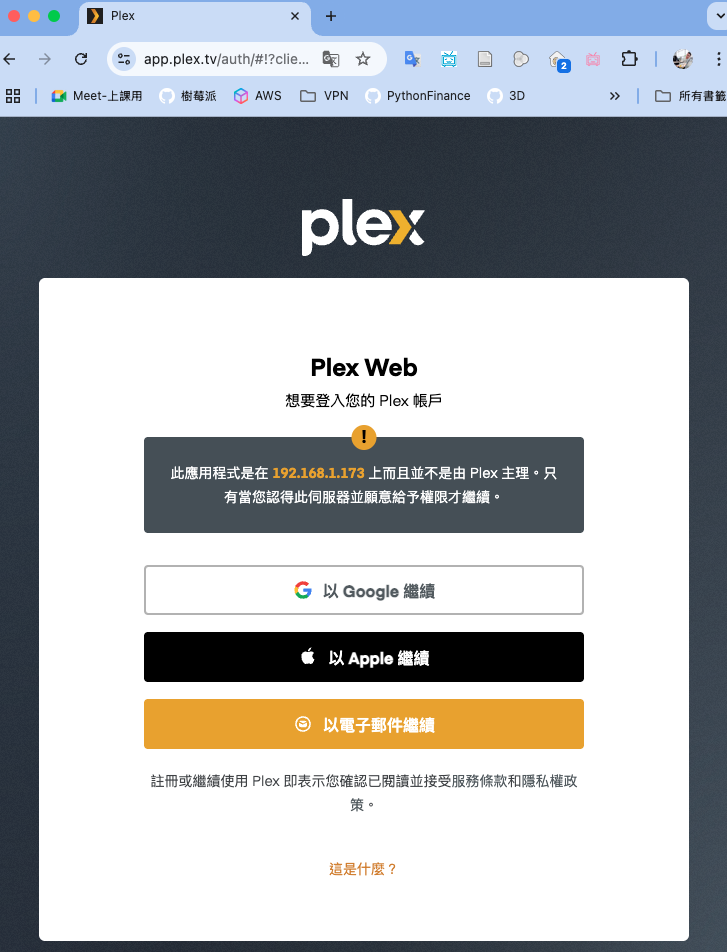 Plex
app.plex.tv/auth/#!?clie...
2
Meet-上課用
樹莓派
AWS
VPN
PythonFinance
3D
所有書籤
plex
Plex Web
想要登入您的 Plex 帳戶
!
此應用程式是在 192.168.1.173 上而且並不是由 Plex 主理。只
有當您認得此伺服器並願意給予權限才繼續。
以 Google 繼續
以 Apple 繼續
以電子郵件繼續
註冊或繼續使用 Plex 即表示您確認已閱讀並接受服務條款和隱私權政
策。
這是什麼？